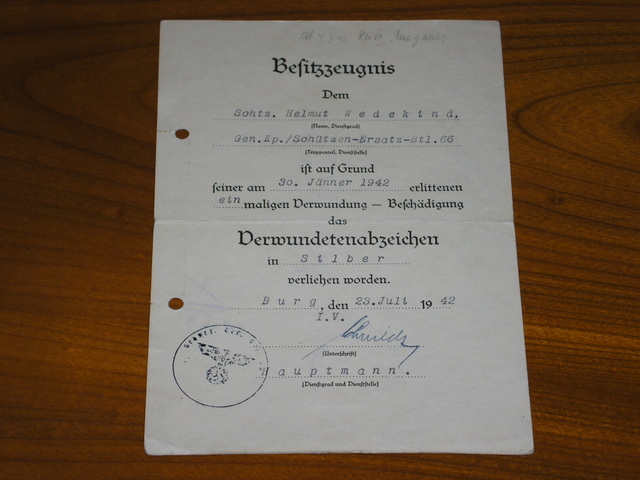 Besitzzeugnis
Dem
Schtz. Helmut Wedekind,
(Name, Dienstgrad)
Gen.Kp./Schützen-Ersatz-Btl.66
(Truppenteil, Dienststelle)
ist auf Grund
seiner am 30. Jänner 1942 erlittenen
ein maligen Verwundung – Beschädigung
das
Verwundetenabzeichen
in Silber
verliehen worden.
Burg, den 23.Juli 1942
I.V.
(Unterschrift)
Hauptmann.
(Dienstgrad und Dienststelle)